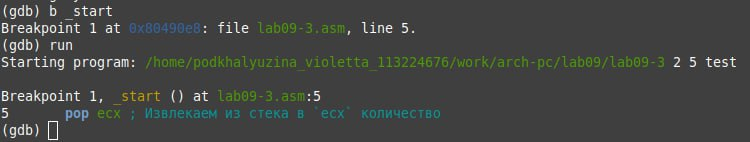 (gdb) b _start
Breakpoint 1 at 0x80490e8: file lab09-3.asm, line 5.
(gdb) run
Starting program: /home/podkhalyuzina_violetta_113224676/work/arch-pc/lab09/lab09-3 2 5 test
Breakpoint 1, _start () at lab09-3.asm:5
5       pop ecx ; Извлекаем из стека в `ecx` количество
(gdb)